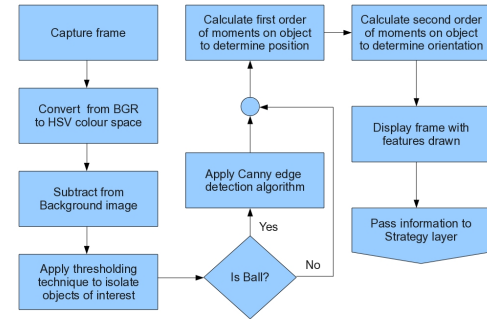 Capture frame
Convert from BGR
to HSV colour space
Subtract from
Background image
Apply thresholding
technique to isolate
objects of interest
Is Ball?
Yes
No
Apply Canny edge
detection algorithm
Calculate first order
of moments on object
to determine position
Calculate second order
of moments on object
to determine orientation
Display frame with
features drawn
Pass information to
Strategy layer